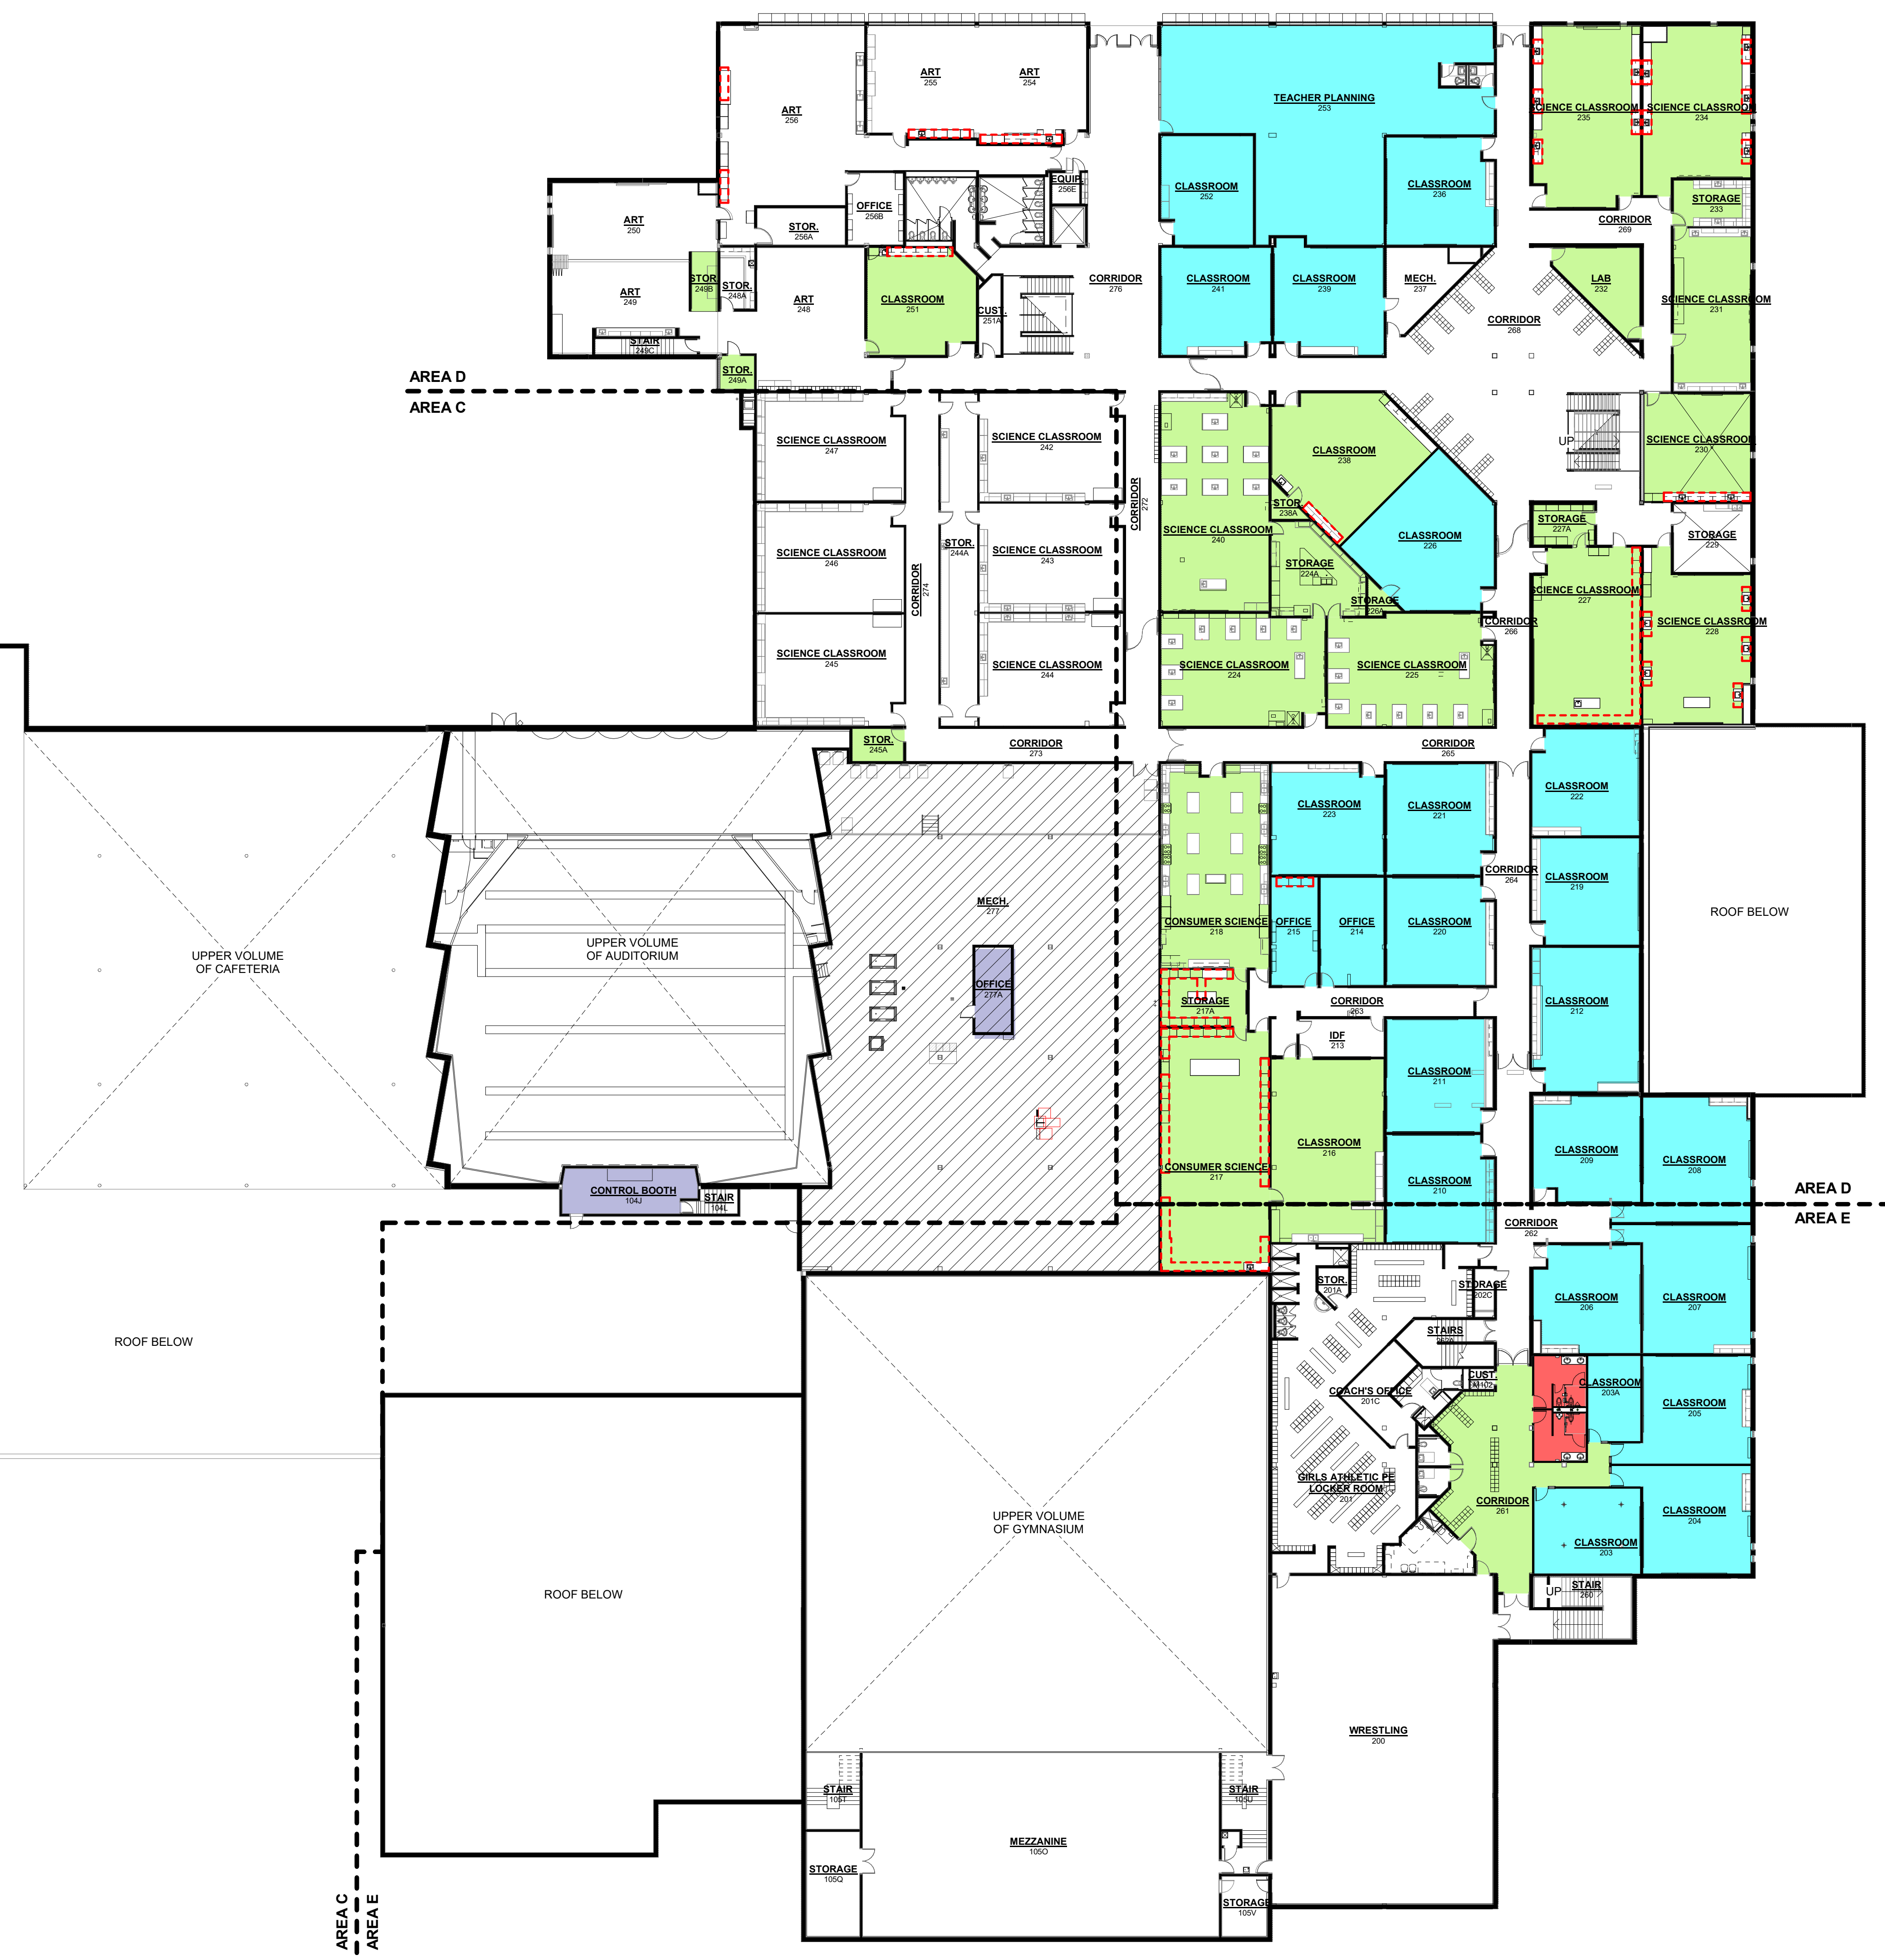 ART
255
ART
254
ART
256
TEACHER PLANNING
253
SCIENCE CLASSROOM
235
SCIENCE CLASSROOM
234
EQUIP.
256E
CLASSROOM
252
CLASSROOM
236
STORAGE
233
OFFICE
256B
ART
250
STOR.
256A
CORRIDOR
269
STOR.
249B
STOR.
248A
ART
249
ART
248
CLASSROOM
251
CUST.
251A
CORRIDOR
276
CLASSROOM
241
CLASSROOM
239
MECH.
237
LAB
232
SCIENCE CLASSROOM
231
CORRIDOR
268
STAIR
249C
STOR.
249A
AREA D
AREA C
SCIENCE CLASSROOM
247
SCIENCE CLASSROOM
242
CLASSROOM
238
UP
SCIENCE CLASSROOM
230
CORRIDOR
272
STOR.
238A
SCIENCE CLASSROOM
240
STORAGE
227A
STORAGE
229
CLASSROOM
226
STOR.
244A
SCIENCE CLASSROOM
246
SCIENCE CLASSROOM
243
CORRIDOR
274
STORAGE
224A
STORAGE
226A
SCIENCE CLASSROOM
227
CORRIDOR
266
SCIENCE CLASSROOM
228
SCIENCE CLASSROOM
245
SCIENCE CLASSROOM
244
SCIENCE CLASSROOM
224
SCIENCE CLASSROOM
225
STOR.
245A
CORRIDOR
273
CORRIDOR
265
CLASSROOM
223
CLASSROOM
221
CLASSROOM
222
CORRIDOR
264
CLASSROOM
219
MECH.
277
CONSUMER SCIENCE
218
OFFICE
215
OFFICE
214
CLASSROOM
220
ROOF BELOW
UPPER VOLUME
OF CAFETERIA
UPPER VOLUME
OF AUDITORIUM
OFFICE
277A
STORAGE
217A
CORRIDOR
263
CLASSROOM
212
IDF
213
CLASSROOM
211
CLASSROOM
216
CONSUMER SCIENCE
217
CLASSROOM
210
CLASSROOM
209
CLASSROOM
208
CONTROL BOOTH
104J
STAIR
104L
AREA D
AREA E
CORRIDOR
262
STOR.
201A
STORAGE
202C
CLASSROOM
206
CLASSROOM
207
STAIRS
ROOF BELOW
CUST.
COACH'S OFFICE
201C
CLASSROOM
203A
CLASSROOM
205
GIRLS ATHLETIC PE
LOCKER ROOM
201
CORRIDOR
261
CLASSROOM
204
UPPER VOLUME
OF GYMNASIUM
CLASSROOM
203
ROOF BELOW
UP
STAIR
260
WRESTLING
200
STAIR
105T
STAIR
105U
MEZZANINE
105O
STORAGE
105Q
STORAGE
105V
AREA C
AREA E